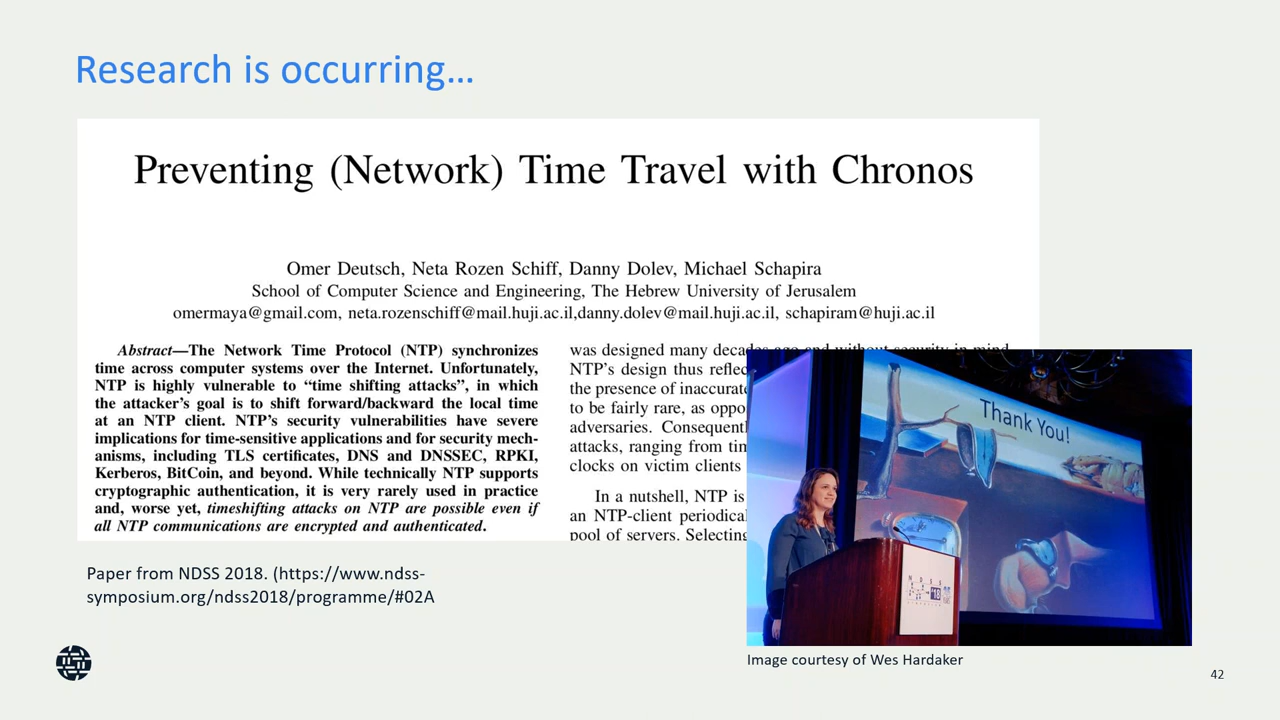 Research is occurring...
Preventing (Network) Time Travel with Chronos
Omer Deutsch, Neta Rozen Schiff, Danny Dolev, Michael Schapira
School of Computer Science and Engineering, The Hebrew University of Jerusalem
omermaya@gmail.com, neta.rozenschiff@mail.huji.ac.il,danny.dolev@mail.huji.ac.il, schapiram@huji.ac.il
Abstract—The Network Time Protocol (NTP) synchronizes
time across computer systems over the Internet. Unfortunately,
NTP is highly vulnerable to “time shifting attacks”, in which
the attacker’s goal is to shift forward/backward the local time
at an NTP client. NTP’s security vulnerabilities have severe
implications for time-sensitive applications and for security mech-
anisms, including TLS certificates, DNS and DNSSEC, RPKI,
Kerberos, BitCoin, and beyond. While technically NTP supports
cryptographic authentication, it is very rarely used in practice
and, worse yet, timeshifting attacks on NTP are possible even if
all NTP communications are encrypted and authenticated.
was designed many decades ago and without security in mind
NTP’s design thus
the presence of
to be fairly rare, as
adversaries.
attacks, ranging from
clocks on victim clients
In a nutshell, NTP is
an NTP-client
pool of servers. Selecting
Thank You!
NDSS
'18
Paper from NDSS 2018. (https://www.ndss-
symposium.org/ndss2018/programme/#02A
Image courtesy of Wes Hardaker
42